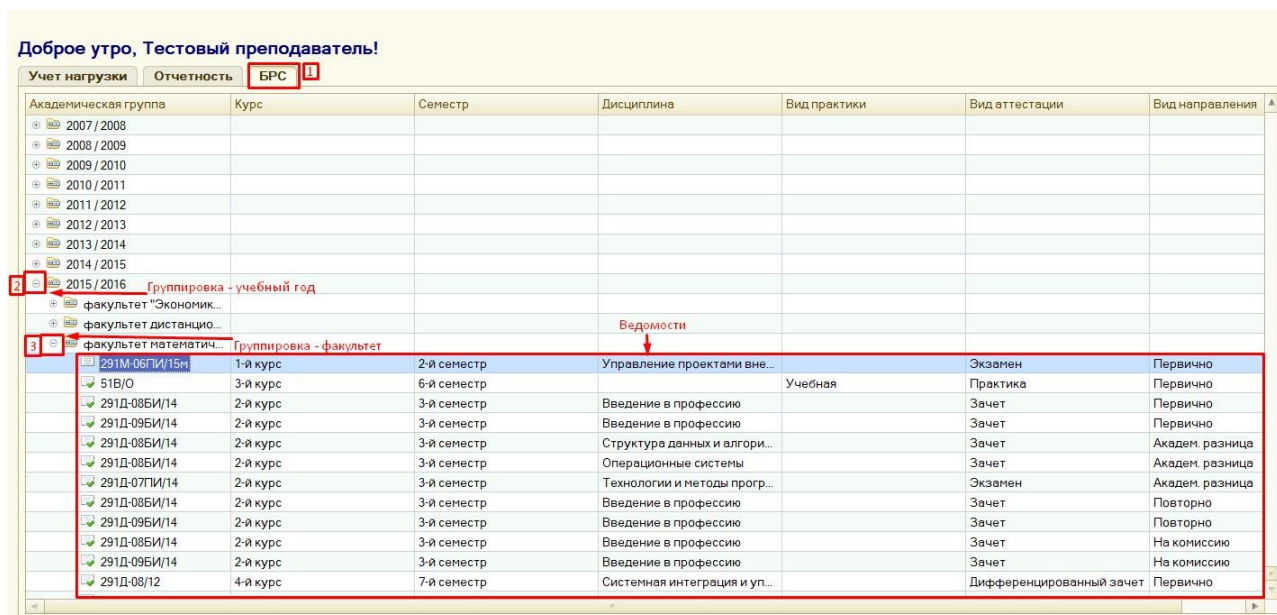 Доброе утро, Тестовый преподаватель!
Учет нагрузки Отчетность БРС 1
Академическая группа Курс Семестр Дисциплина Вид практики Вид аттестации Вид направления
2007 / 2008
2008 / 2009
2009 / 2010
2010 / 2011
2011 / 2012
2012 / 2013
2013 / 2014
2014 / 2015
2 2015 / 2016 Группировка - учебный год
факультет "Экономик...
факультет дистанцио... Ведомости
3 факультет математич... Группировка - факультет
291М-06ПИ/15м 1-й курс 2-й семестр Управление проектами вне... Экзамен Первично
51В/О 3-й курс 6-й семестр Учебная Практика Первично
291Д-08БИ/14 2-й курс 3-й семестр Введение в профессию Зачет Первично
291Д-09БИ/14 2-й курс 3-й семестр Введение в профессию Зачет Первично
291Д-08БИ/14 2-й курс 3-й семестр Структура данных и алгори... Зачет Академ. разница
291Д-08БИ/14 2-й курс 3-й семестр Операционные системы Зачет Академ. разница
291Д-07ПИ/14 2-й курс 3-й семестр Технологии и методы прогр... Экзамен Академ. разница
291Д-08БИ/14 2-й курс 3-й семестр Введение в профессию Зачет Повторно
291Д-09БИ/14 2-й курс 3-й семестр Введение в профессию Зачет Повторно
291Д-08БИ/14 2-й курс 3-й семестр Введение в профессию Зачет На комиссию
291Д-09БИ/14 2-й курс 3-й семестр Введение в профессию Зачет На комиссию
291Д-08/12 4-й курс 7-й семестр Системная интеграция и уп... Дифференцированный зачет Первично